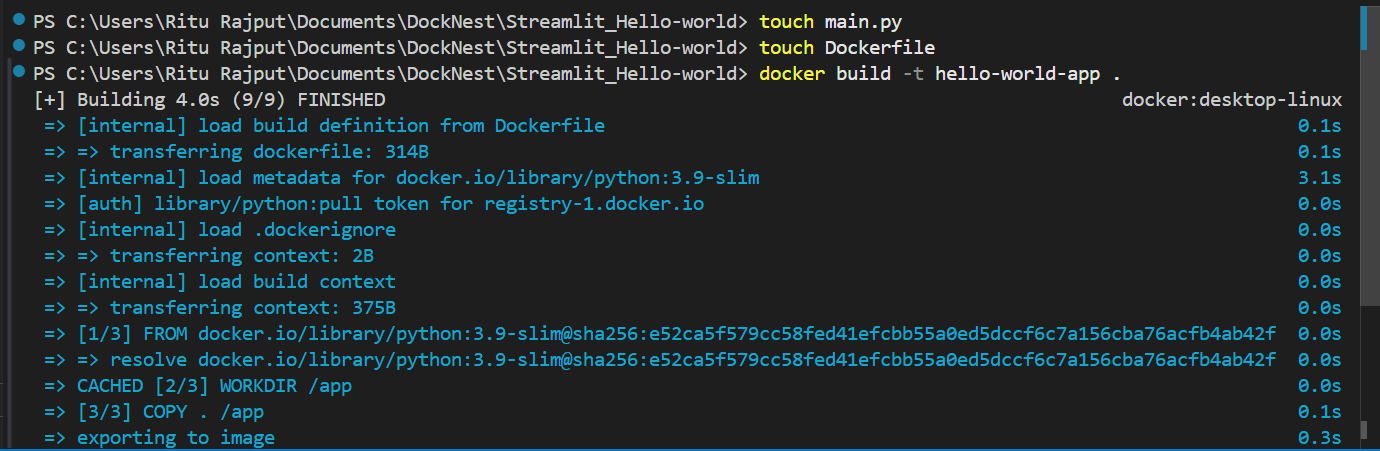 PS C:\Users\Ritu Rajput\Documents\DockNest\Streamlit_Hello-world> touch main.py
PS C:\Users\Ritu Rajput\Documents\DockNest\Streamlit_Hello-world> touch Dockerfile
PS C:\Users\Ritu Rajput\Documents\DockNest\Streamlit_Hello-world> docker build -t hello-world-app .
[+] Building 4.0s (9/9) FINISHED docker:desktop-linux
=> [internal] load build definition from Dockerfile 0.1s
=> => transferring dockerfile: 314B 0.1s
=> [internal] load metadata for docker.io/library/python:3.9-slim 3.1s
=> [auth] library/python:pull token for registry-1.docker.io 0.0s
=> [internal] load .dockerignore 0.0s
=> => transferring context: 2B 0.0s
=> [internal] load build context 0.0s
=> => transferring context: 375B 0.0s
=> [1/3] FROM docker.io/library/python:3.9-slim@sha256:e52ca5f579cc58fed41efcbb55a0ed5dccf6c7a156cba76acfb4ab42f 0.0s
=> => resolve docker.io/library/python:3.9-slim@sha256:e52ca5f579cc58fed41efcbb55a0ed5dccf6c7a156cba76acfb4ab42f 0.0s
=> CACHED [2/3] WORKDIR /app 0.0s
=> [3/3] COPY . /app 0.1s
=> exporting to image 0.3s